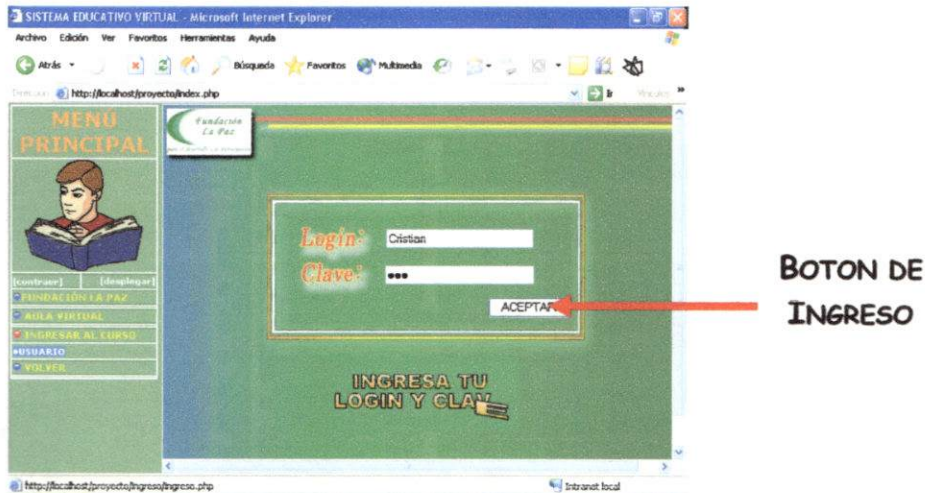 SISTEMA EDUCATIVO VIRTUAL - Microsoft Internet Explorer
Archivo Edición Ver Favoritos Herramientas Ayuda
Atrás Búsqueda Favoritos Multimedia
http://localhost/proyecto/index.php Ir
MENÚ
PRINCIPAL
[contraer] [desplegar]
FUNDACIÓN LA PAZ
AULA VIRTUAL
INGRESAR AL CURSO
USUARIO
VOLVER
Fundación
La Paz
Login: Cristian
Clave: •••
ACEPTAR
INGRESA TU
LOGIN Y CLAVE
BOTON DE
INGRESO
http://localhost/proyecto/ingreso/ingreso.php Intranet local